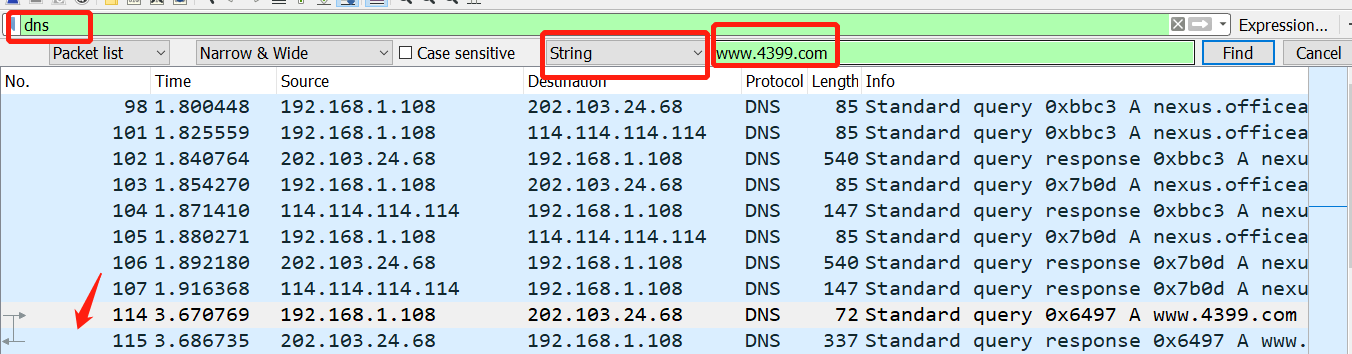 dns Expression...
Packet list Narrow & Wide Case sensitive String www.4399.com Find Cancel
No. Time Source Destination Protocol Length Info
98 1.800448 192.168.1.108 202.103.24.68 DNS 85 Standard query 0xbbc3 A nexus.officea
101 1.825559 192.168.1.108 114.114.114.114 DNS 85 Standard query 0xbbc3 A nexus.officea
102 1.840764 202.103.24.68 192.168.1.108 DNS 540 Standard query response 0xbbc3 A nexu
103 1.854270 192.168.1.108 202.103.24.68 DNS 85 Standard query 0x7b0d A nexus.officea
104 1.871410 114.114.114.114 192.168.1.108 DNS 147 Standard query response 0xbbc3 A nexu
105 1.880271 192.168.1.108 114.114.114.114 DNS 85 Standard query 0x7b0d A nexus.officea
106 1.892180 202.103.24.68 192.168.1.108 DNS 540 Standard query response 0x7b0d A nexu
107 1.916368 114.114.114.114 192.168.1.108 DNS 147 Standard query response 0x7b0d A nexu
114 3.670769 192.168.1.108 202.103.24.68 DNS 72 Standard query 0x6497 A www.4399.com
115 3.686735 202.103.24.68 192.168.1.108 DNS 337 Standard query response 0x6497 A www.